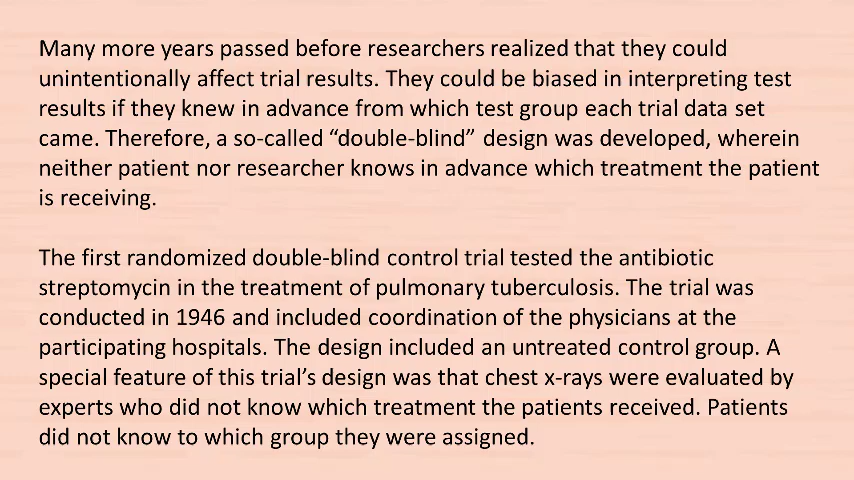 Many more years passed before researchers realized that they could
unintentionally affect trial results. They could be biased in interpreting test
results if they knew in advance from which test group each trial data set
came. Therefore, a so-called “double-blind” design was developed, wherein
neither patient nor researcher knows in advance which treatment the patient
is receiving.
The first randomized double-blind control trial tested the antibiotic
streptomycin in the treatment of pulmonary tuberculosis. The trial was
conducted in 1946 and included coordination of the physicians at the
participating hospitals. The design included an untreated control group. A
special feature of this trial’s design was that chest x-rays were evaluated by
experts who did not know which treatment the patients received. Patients
did not know to which group they were assigned.